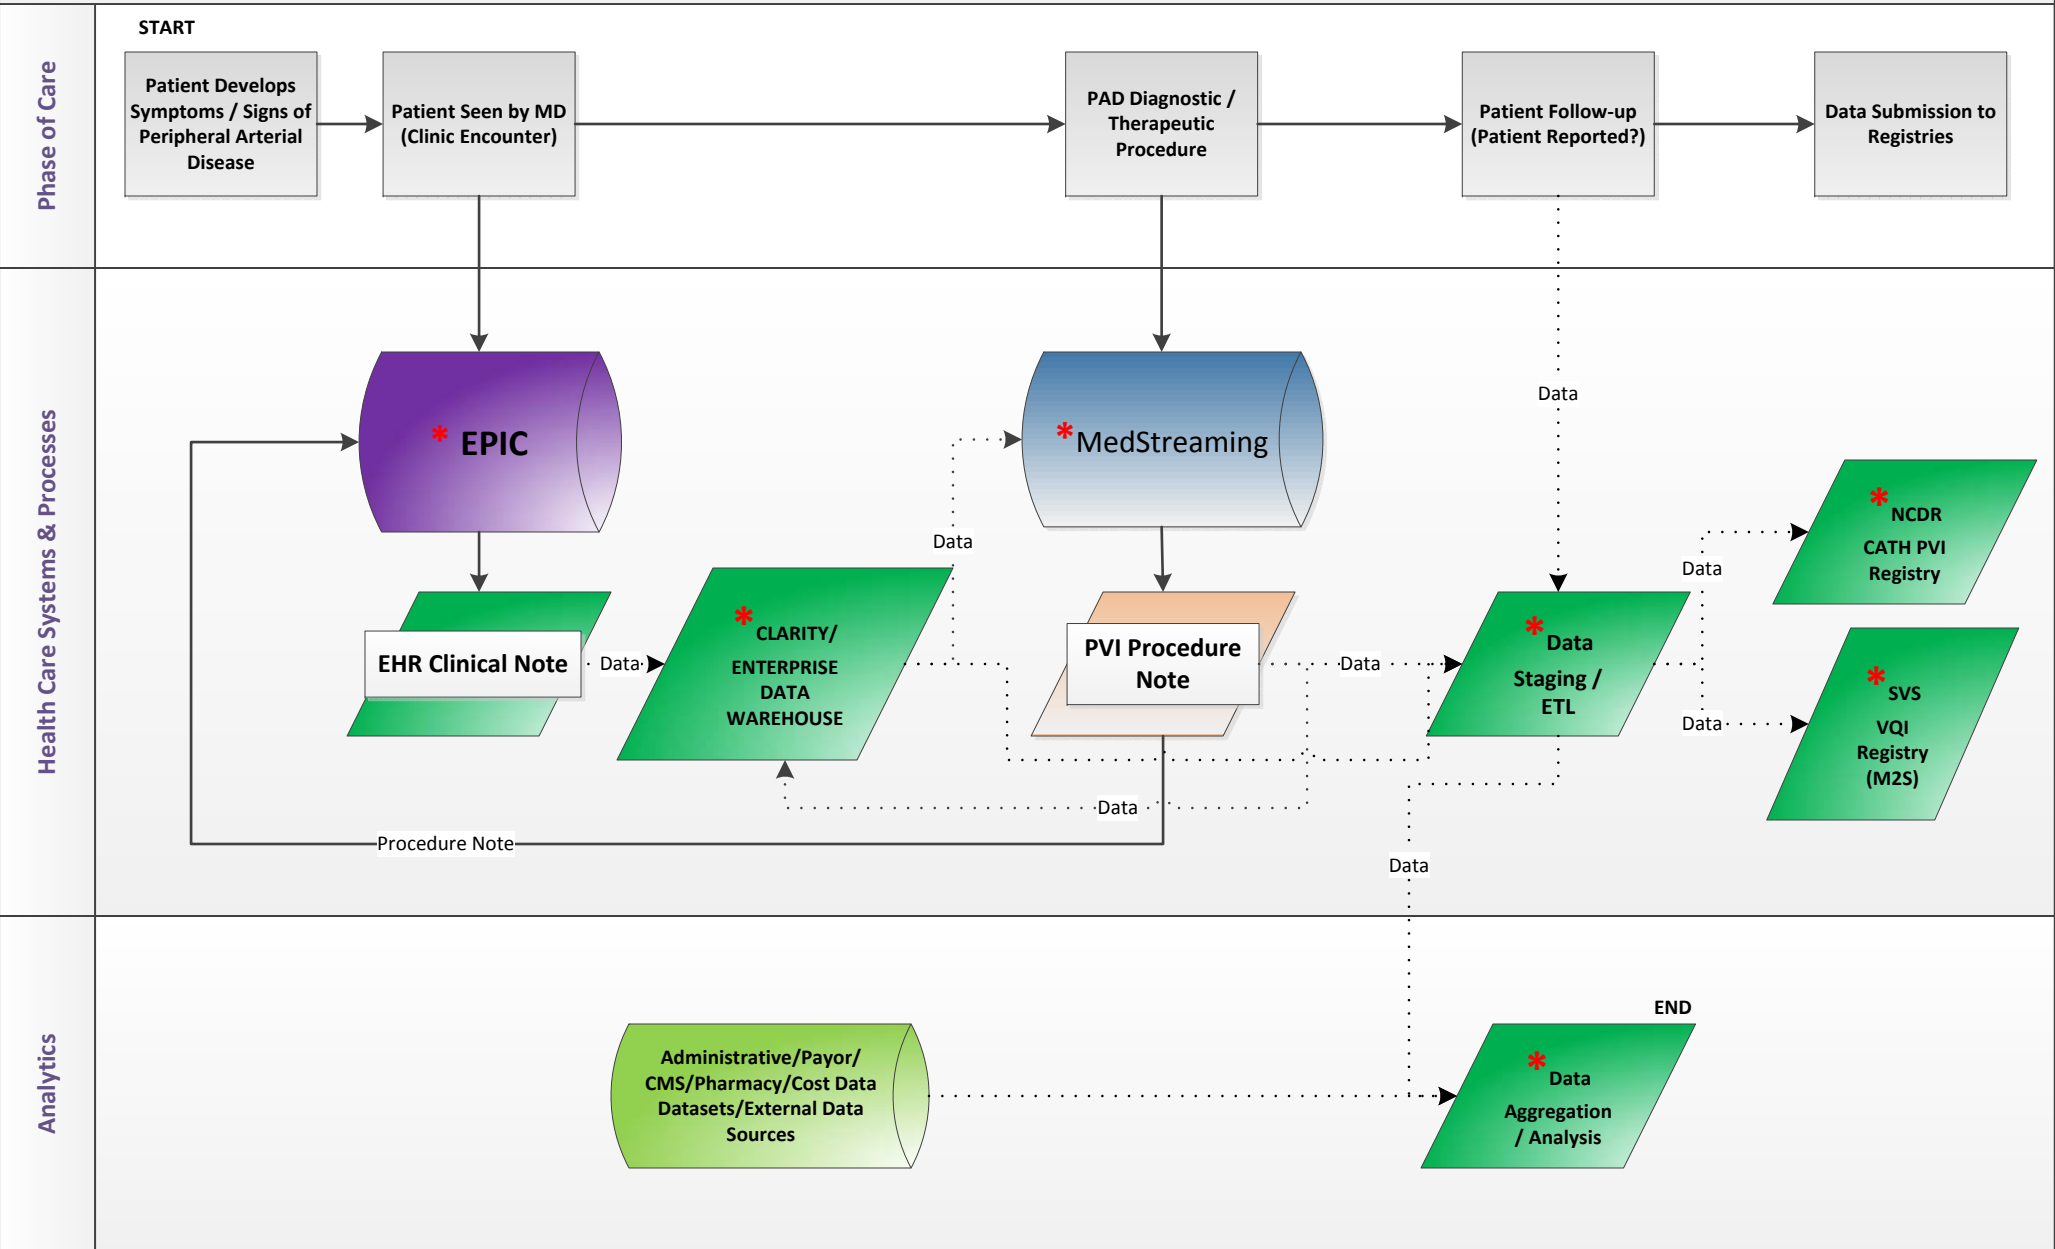 START
Phase of Care
Patient Develops
Symptoms / Signs of
Peripheral Arterial
Disease
Patient Seen by MD
(Clinic Encounter)
PAD Diagnostic /
Therapeutic
Procedure
Patient Follow-up
(Patient Reported?)
Data Submission to
Registries
Health Care Systems & Processes
* EPIC
*MedStreaming
Data
Data
EHR Clinical Note
Data
*
CLARITY/
ENTERPRISE
DATA
WAREHOUSE
PVI Procedure
Note
Data
*
Data
Staging /
ETL
Data
*
NCDR
CATH PVI
Registry
Data
*
SVS
VQI
Registry
(M2S)
Data
Procedure Note
Data
Analytics
Administrative/Payor/
CMS/Pharmacy/Cost Data
Datasets/External Data
Sources
END
*
Data
Aggregation
/ Analysis